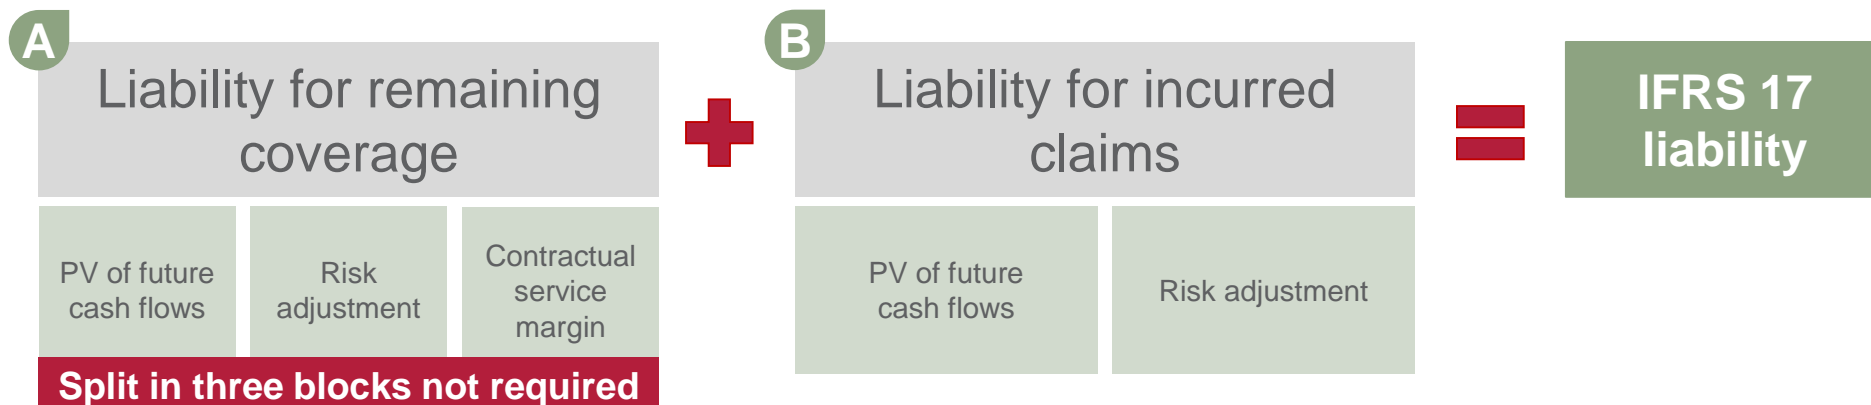 A
Liability for remaining
coverage
B
Liability for incurred
claims
IFRS 17
liability
PV of future
cash flows
Risk
adjustment
Contractual
service
margin
PV of future
cash flows
Risk adjustment
Split in three blocks not required